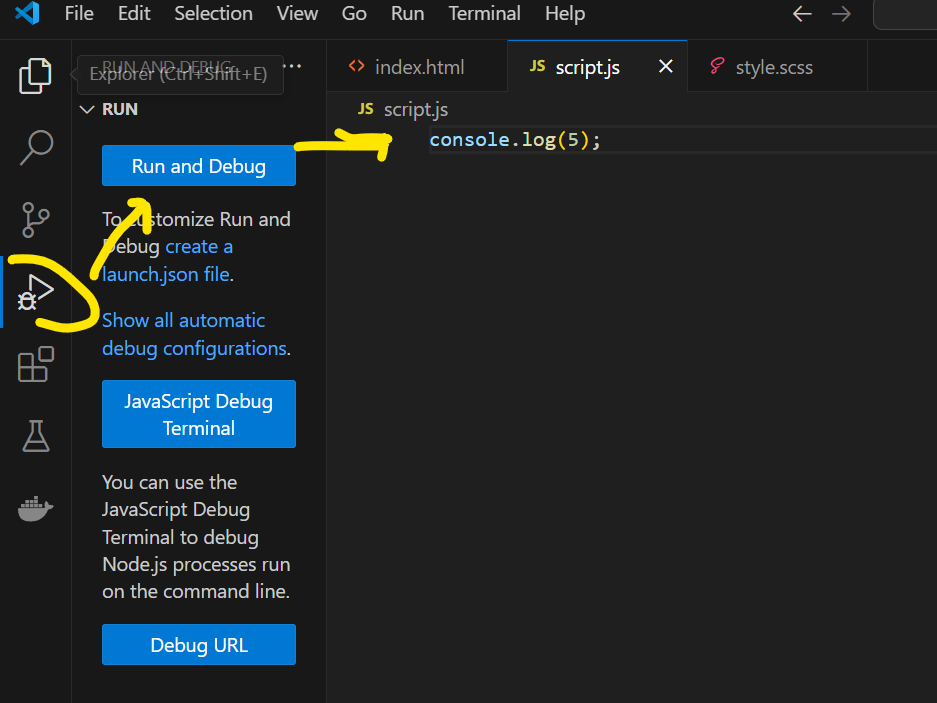 File Edit Selection View Go Run Terminal Help
RUN AND DEBUG
Explorer (Ctrl+Shift+E)
...
RUN
Run and Debug
To customize Run and
Debug create a
launch.json file.
Show all automatic
debug configurations.
JavaScript Debug
Terminal
You can use the
JavaScript Debug
Terminal to debug
Node.js processes run
on the command line.
Debug URL
<> index.html
JS script.js
style.scss
JS script.js
console.log(5);